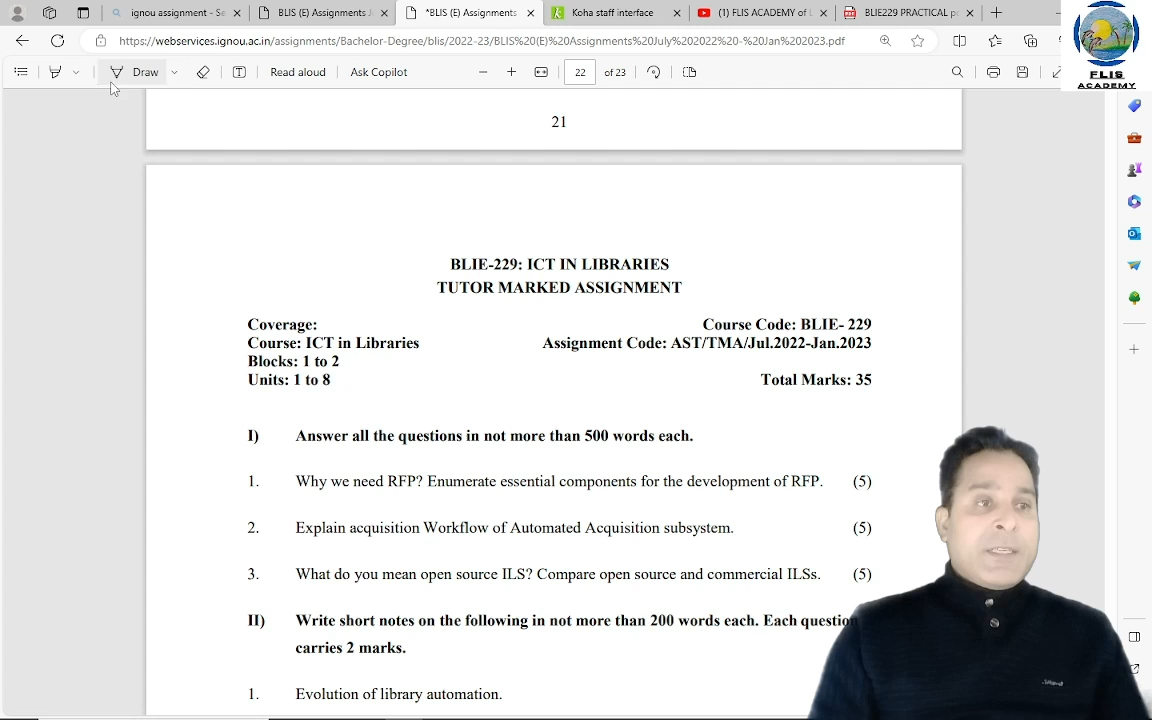 ignou assignment - Se
BLIS (E) Assignments J
*BLIS (E) Assignments
Koha staff interface
(1) FLIS ACADEMY of L
BLIE229 PRACTICAL p
https://webservices.ignou.ac.in/assignments/Bachelor-Degree/blis/2022-23/BLIS%20(E)%20Assignments%20July%202022%20-%20Jan%202023.pdf
Draw
Read aloud
Ask Copilot
22 of 23
FLIS
ACADEMY
21
BLIE-229: ICT IN LIBRARIES
TUTOR MARKED ASSIGNMENT
Coverage: Course Code: BLIE- 229
Course: ICT in Libraries Assignment Code: AST/TMA/Jul.2022-Jan.2023
Blocks: 1 to 2
Units: 1 to 8 Total Marks: 35
I) Answer all the questions in not more than 500 words each.
1. Why we need RFP? Enumerate essential components for the development of RFP. (5)
2. Explain acquisition Workflow of Automated Acquisition subsystem. (5)
3. What do you mean open source ILS? Compare open source and commercial ILSs. (5)
II) Write short notes on the following in not more than 200 words each. Each question
carries 2 marks.
1. Evolution of library automation.